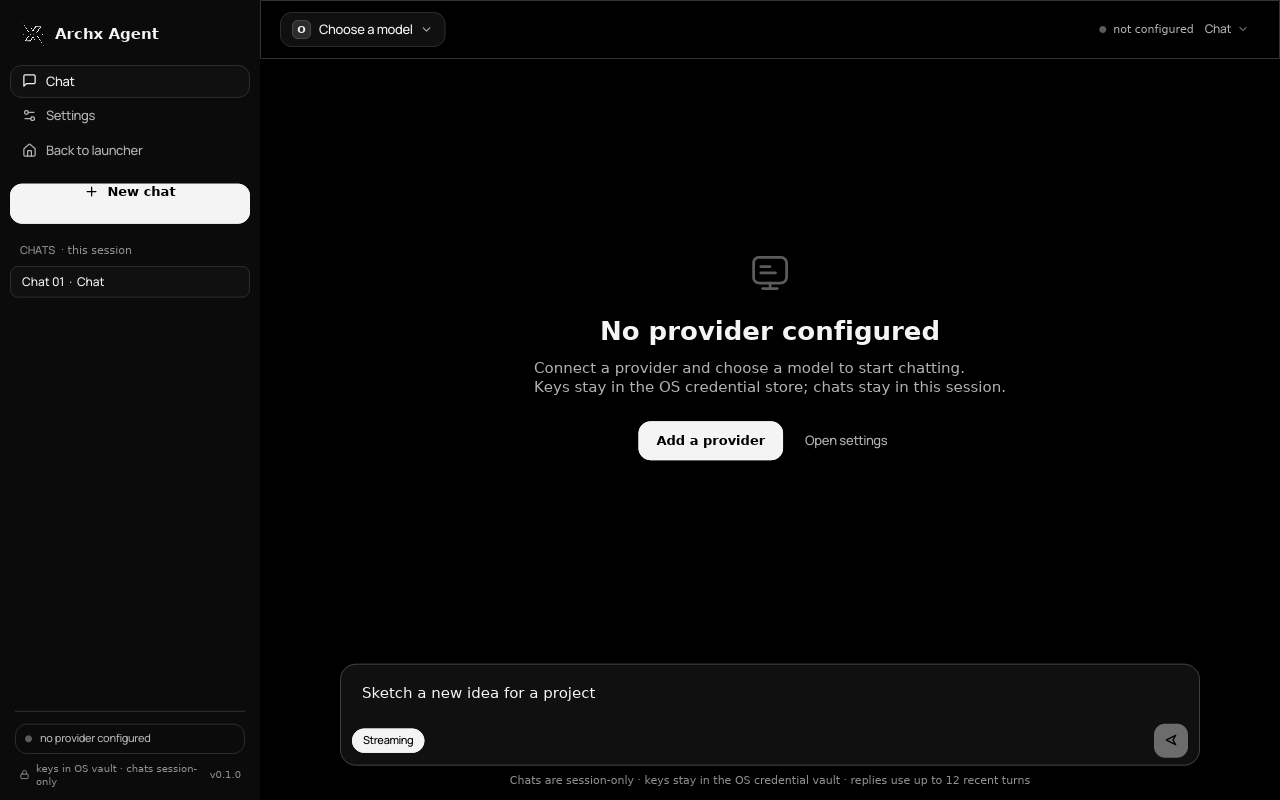 Archx Agent
Chat
Settings
Back to launcher
+ New chat
CHATS · this session
Chat 01 · Chat
no provider configured
keys in OS vault · chats session-
only
v0.1.0
O Choose a model
not configured Chat
No provider configured
Connect a provider and choose a model to start chatting.
Keys stay in the OS credential store; chats stay in this session.
Add a provider Open settings
Sketch a new idea for a project
Streaming
Chats are session-only · keys stay in the OS credential vault · replies use up to 12 recent turns